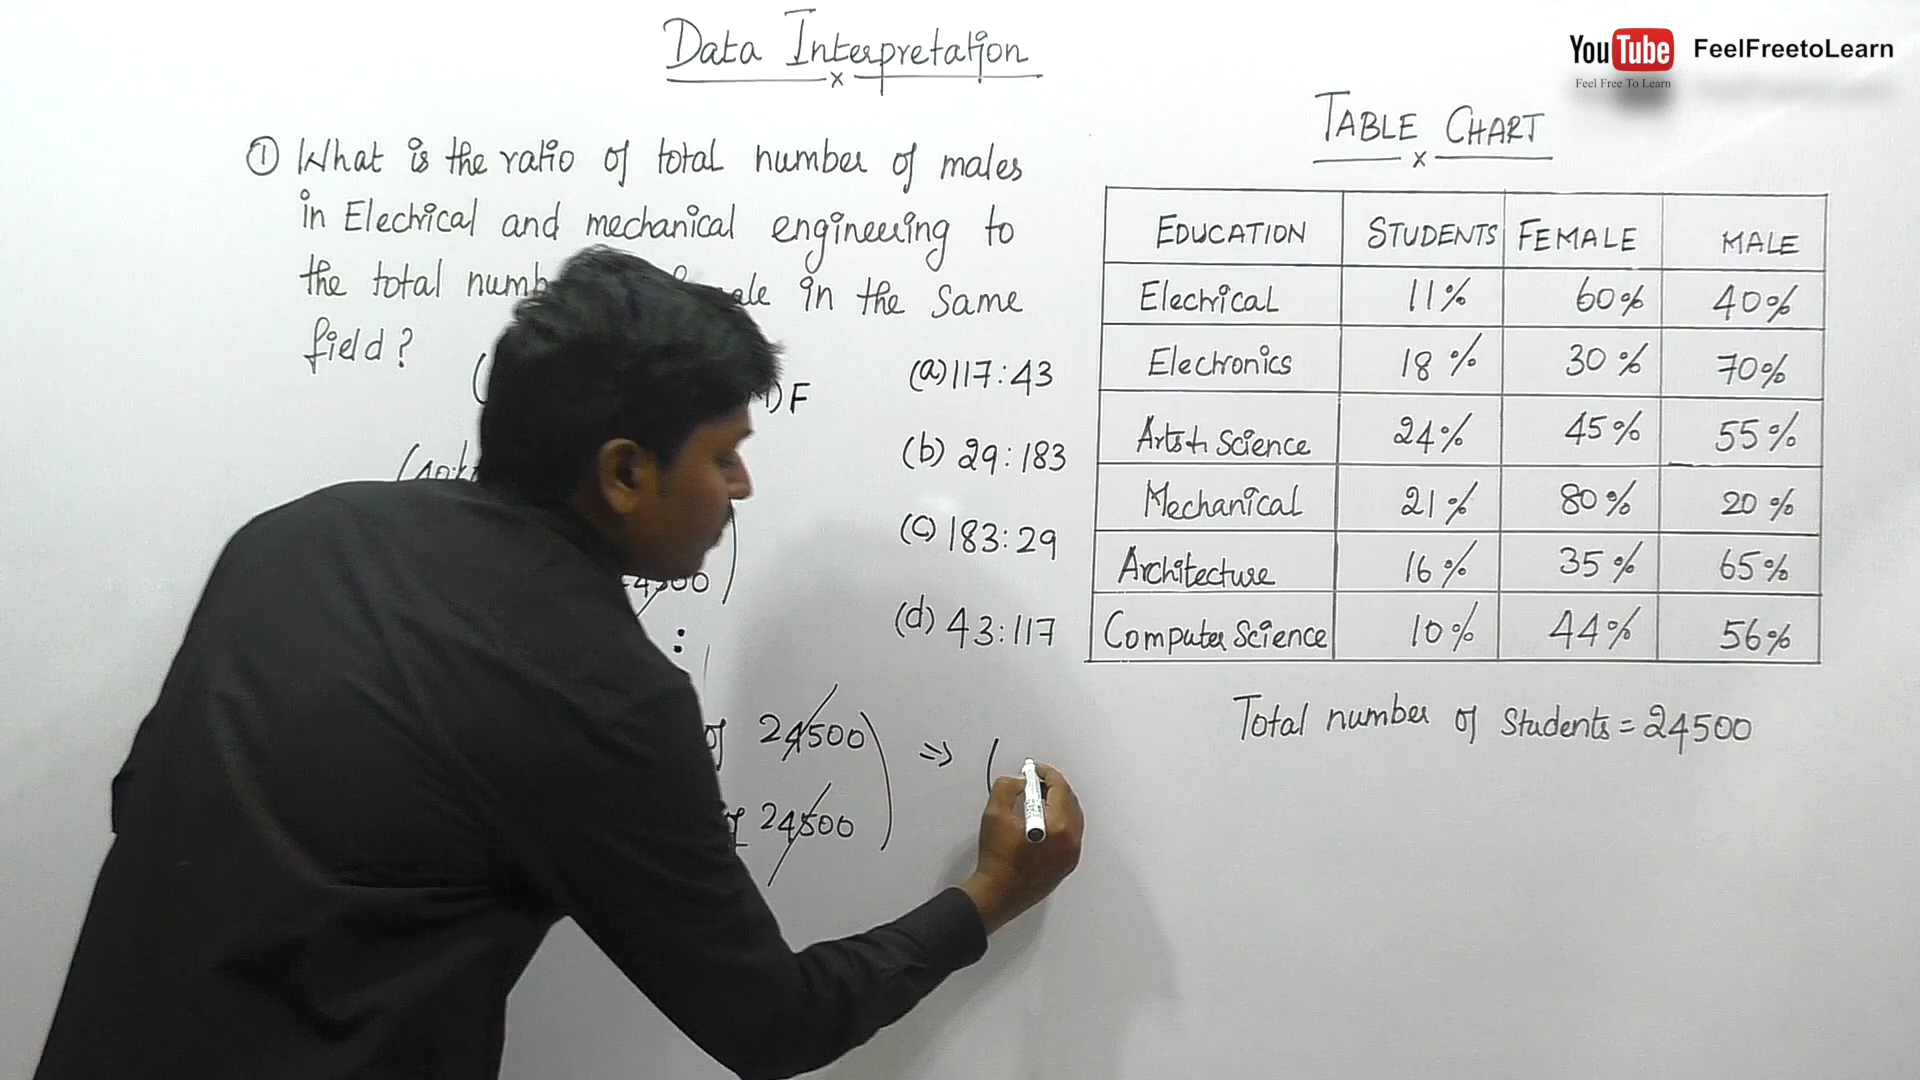 Data Interpretation
x
YouTube FeelFreetoLearn
Feel Free To Learn
① What is the ratio of total number of males
in Electrical and mechanical engineering to
the total in the same
field?
F
(a) 117:43
(b) 29:183
(c) 183:29
(d) 43:117
:
of 24500
of 24500
⇒ (
TABLE CHART
x
EDUCATION STUDENTS FEMALE MALE
Electrical 11% 60% 40%
Electronics 18% 30% 70%
Arts & Science 24% 45% 55%
Mechanical 21% 80% 20%
Architecture 16% 35% 65%
Computer Science 10% 44% 56%
Total number of students = 24500